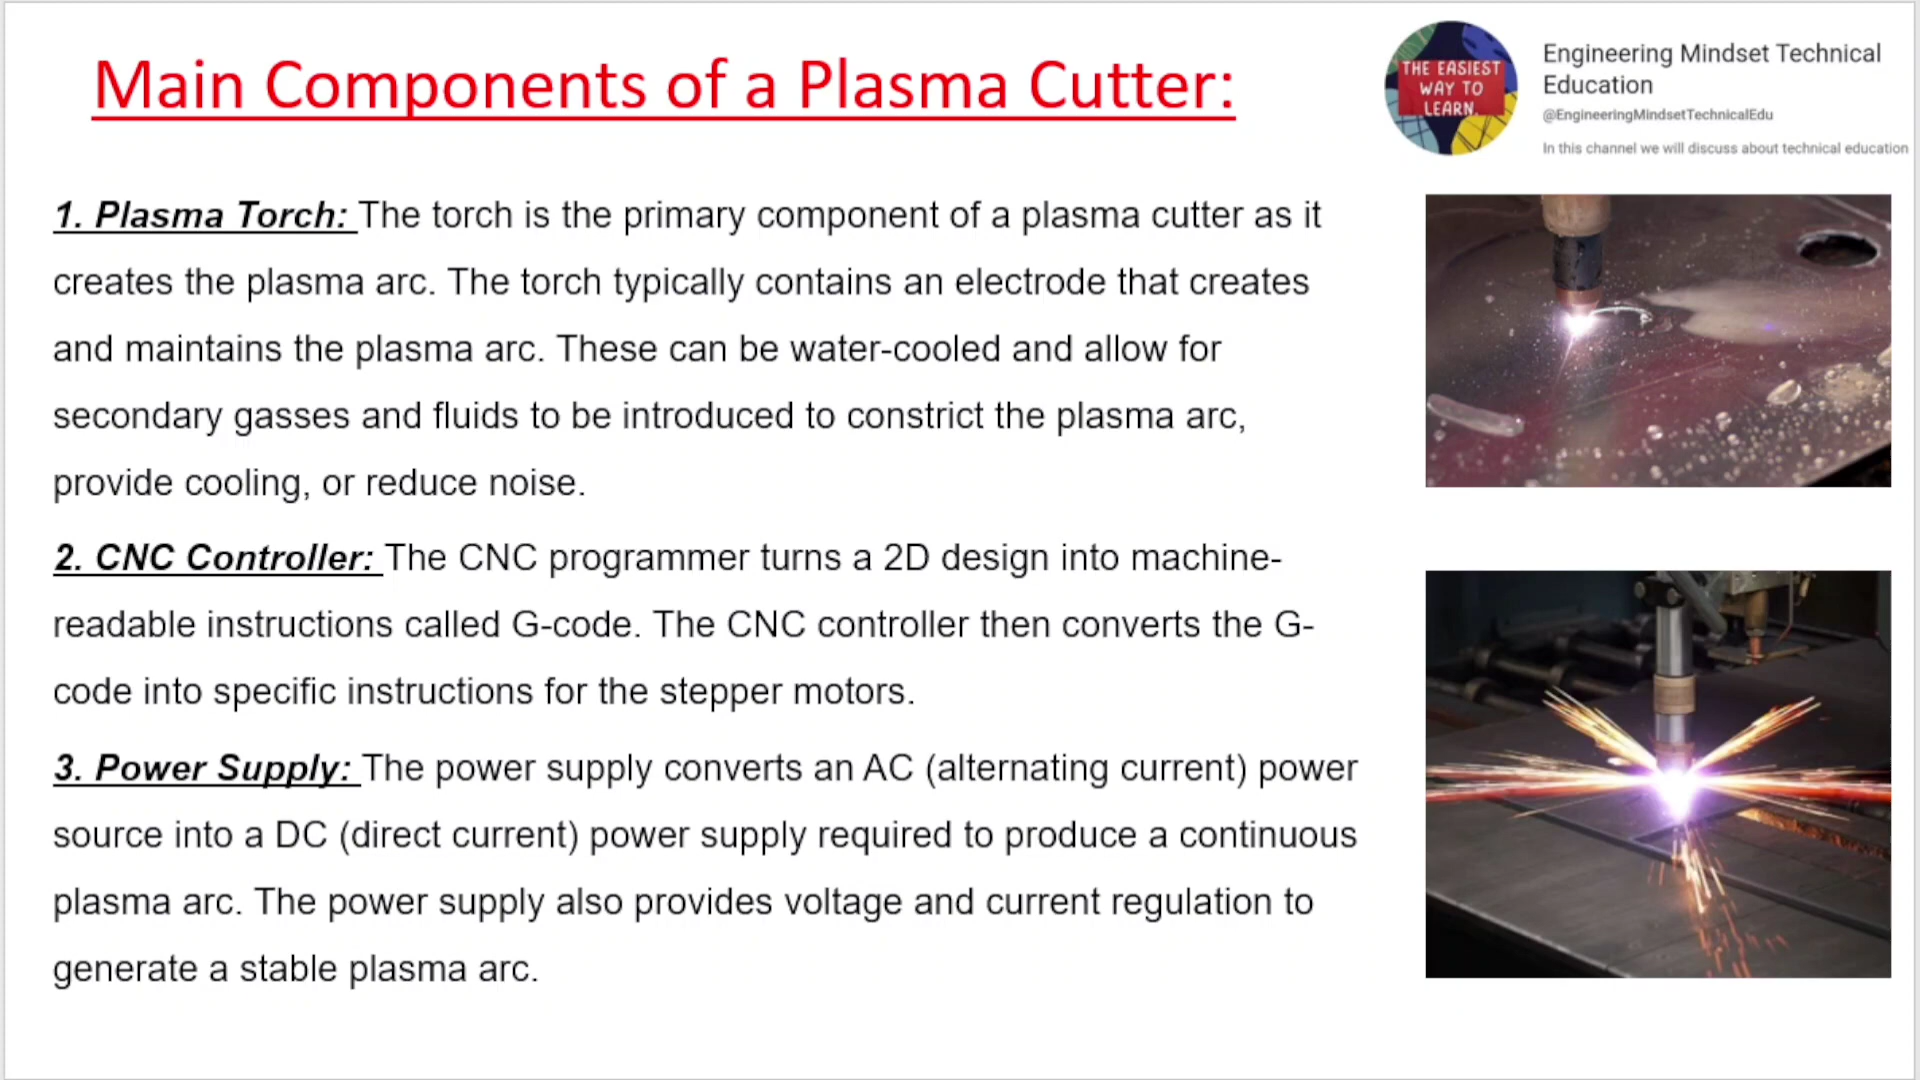 Main Components of a Plasma Cutter:
THE EASIEST
WAY TO
LEARN.
Engineering Mindset Technical
Education
@EngineeringMindsetTechnicalEdu
In this channel we will discuss about technical education
1. Plasma Torch: The torch is the primary component of a plasma cutter as it
creates the plasma arc. The torch typically contains an electrode that creates
and maintains the plasma arc. These can be water-cooled and allow for
secondary gasses and fluids to be introduced to constrict the plasma arc,
provide cooling, or reduce noise.
2. CNC Controller: The CNC programmer turns a 2D design into machine-
readable instructions called G-code. The CNC controller then converts the G-
code into specific instructions for the stepper motors.
3. Power Supply: The power supply converts an AC (alternating current) power
source into a DC (direct current) power supply required to produce a continuous
plasma arc. The power supply also provides voltage and current regulation to
generate a stable plasma arc.